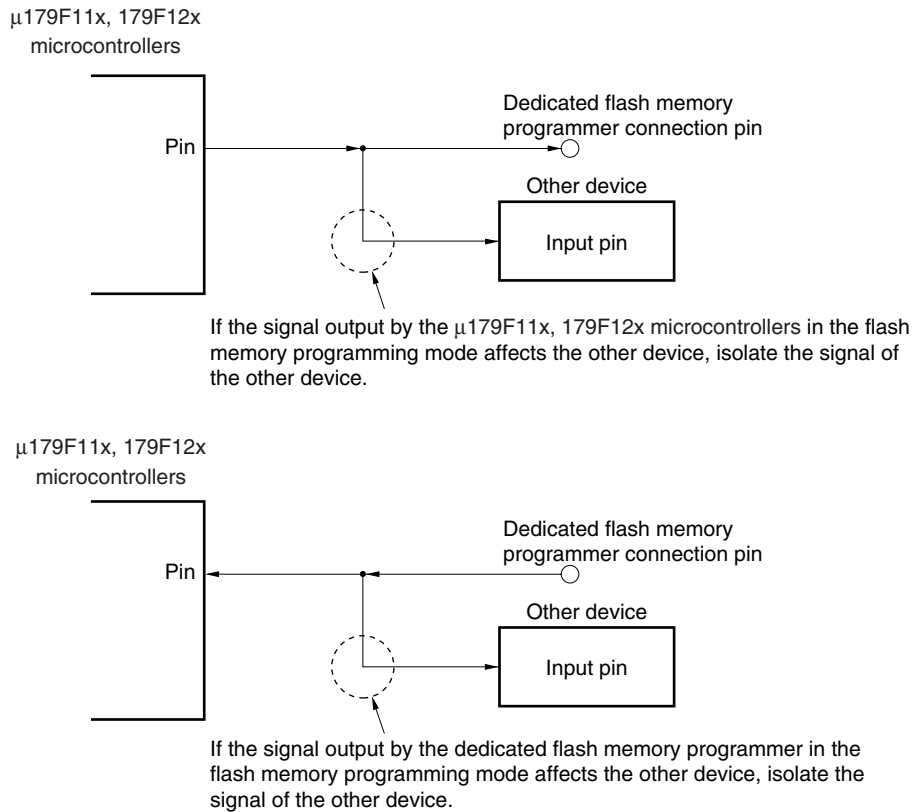 μ179F11x, 179F12x
microcontrollers
Dedicated flash memory
programmer connection pin
Pin
Other device
Input pin
If the signal output by the μ179F11x, 179F12x microcontrollers in the flash
memory programming mode affects the other device, isolate the signal of
the other device.
μ179F11x, 179F12x
microcontrollers
Dedicated flash memory
programmer connection pin
Pin
Other device
Input pin
If the signal output by the dedicated flash memory programmer in the
flash memory programming mode affects the other device, isolate the
signal of the other device.